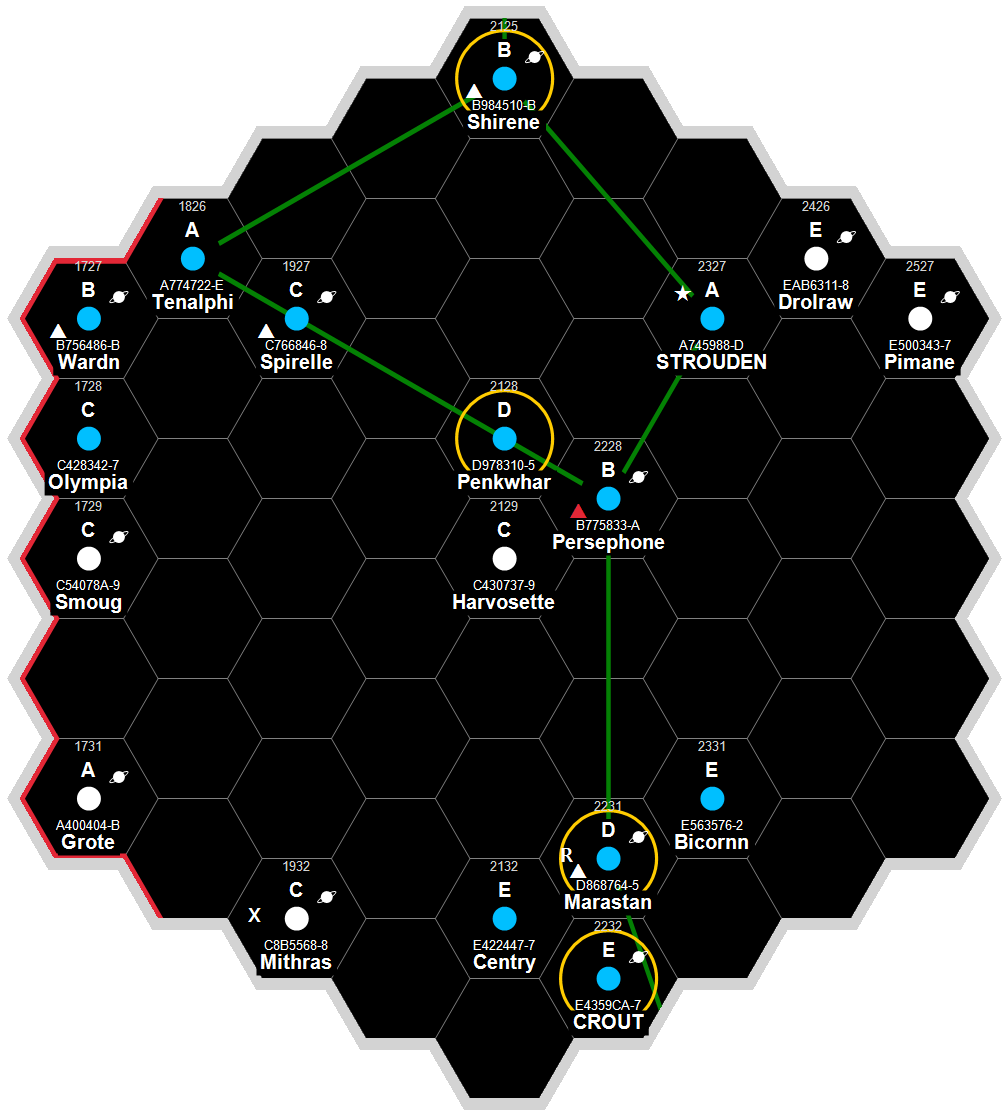 2125
B
B984510-B
Shirene
1826
A
A774722-E
Tenalphi
2426
E
EAB6311-8
Drolraw
1727
B
B756486-B
Wardn
1927
C
C766846-8
Spirelle
2327
A
A745988-D
STROUDEN
2527
E
E500343-7
Pimane
1728
C
C428342-7
Olympia
2128
D
D978310-5
Penkwhar
2228
B
B775833-A
Persephone
1729
C
C54078A-9
Smoug
2129
C
C430737-9
Harvosette
1731
A
A400404-B
Grote
2331
E
E563576-2
Bicornn
2231
D
R
D868764-5
Marastan
1932
C
X
C8B5568-8
Mithras
2132
E
E422447-7
Centry
2232
E
E4359CA-7
CROUT